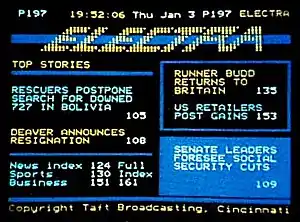 P197 19:52:06 Thu Jan 3 P197 ELECTRA
ELECTRA
TOP STORIES
RESCUERS POSTPONE
SEARCH FOR DOWNED
727 IN BOLIVIA
105
DEAVER ANNOUNCES
RESIGNATION 108
News index 124 Full
Sports 130 Index
Business 151 161
RUNNER BUDD
RETURNS TO
BRITAIN 135
US RETAILERS
POST GAINS 153
SENATE LEADERS
FORESEE SOCIAL
SECURITY CUTS
109
Copyright Taft Broadcasting, Cincinnati